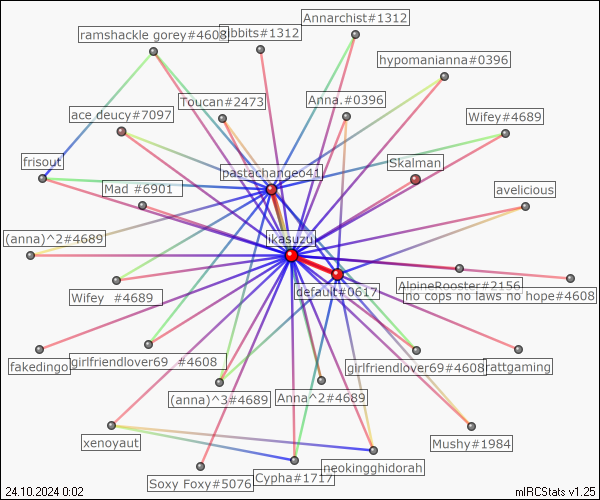 Annarchist#1312
ramshackle gorey#4608
ibbits#1312
hypomanianna#0396
Toucan#2473
Anna.#0396
ace deucy#7097
Wifey#4689
frisout
pastachangeo41
Skalman
Mad #6901
avelicious
(anna)^2#4689
ikasuzu
AlpineRooster#2156
Wifey  #4689
default#0617
no cops no laws no hope#4608
fakedingo
girlfriendlover69  #4608
girlfriendlover69#4608
rattgaming
(anna)^3#4689
Anna^2#4689
xenoyaut
Mushy#1984
neokingghidorah
Soxy Foxy#5076
Cypha#1717
24.10.2024 0:02
mIRCStats v1.25